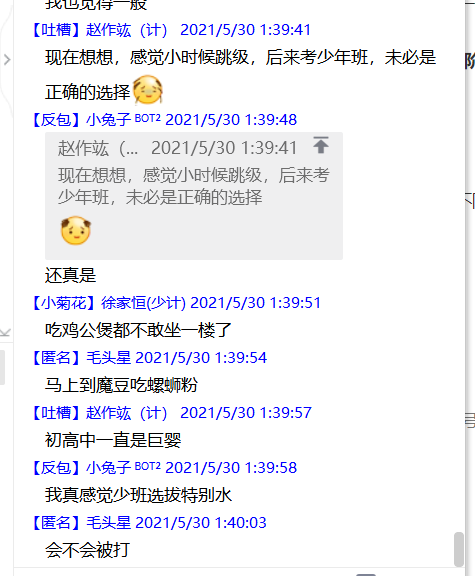 我也觉得一般
【吐槽】赵作竑（计） 2021/5/30 1:39:41
现在想想，感觉小时候跳级，后来考少年班，未必是
正确的选择
【反包】小兔子 BOT2 2021/5/30 1:39:48
赵作竑（... 2021/5/30 1:39:41
现在想想，感觉小时候跳级，后来考
少年班，未必是正确的选择
还真是
【小菊花】徐家恒(少计) 2021/5/30 1:39:51
吃鸡公煲都不敢坐一楼了
【匿名】毛头星 2021/5/30 1:39:54
马上到魔豆吃螺蛳粉
【吐槽】赵作竑（计） 2021/5/30 1:39:57
初高中一直是巨婴
【反包】小兔子 BOT2 2021/5/30 1:39:58
我真感觉少班选拔特别水
【匿名】毛头星 2021/5/30 1:40:03
会不会被打